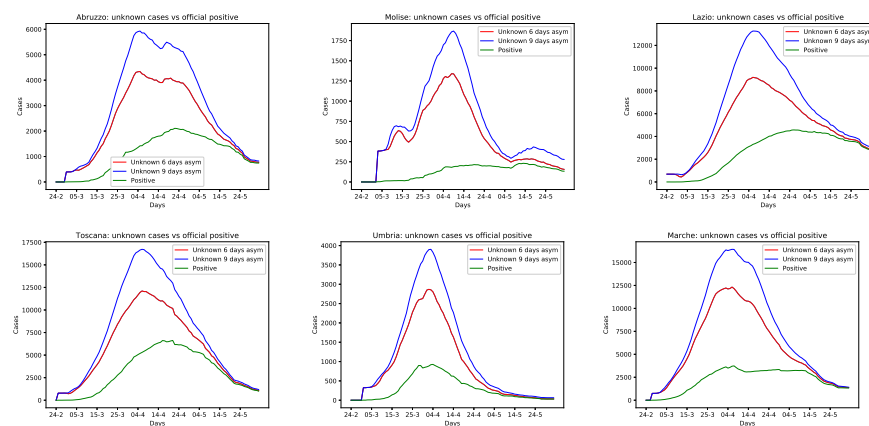 Abruzzo: unknown cases vs official positive
6000
5000
4000
3000
2000
1000
0
Cases
Unknown 6 days asym
Unknown 9 days asym
Positive
24-2 05-3 15-3 25-3 04-4 14-4 24-4 04-5 14-5 24-5
Days
Molise: unknown cases vs official positive
1750
1500
1250
1000
750
500
250
0
Cases
Unknown 6 days asym
Unknown 9 days asym
Positive
24-2 05-3 15-3 25-3 04-4 14-4 24-4 04-5 14-5 24-5
Days
Lazio: unknown cases vs official positive
12000
10000
8000
6000
4000
2000
0
Cases
Unknown 6 days asym
Unknown 9 days asym
Positive
24-2 05-3 15-3 25-3 04-4 14-4 24-4 04-5 14-5 24-5
Days
Toscana: unknown cases vs official positive
17500
15000
12500
10000
7500
5000
2500
0
Cases
Unknown 6 days asym
Unknown 9 days asym
Positive
24-2 05-3 15-3 25-3 04-4 14-4 24-4 04-5 14-5 24-5
Days
Umbria: unknown cases vs official positive
4000
3500
3000
2500
2000
1500
1000
500
0
Cases
Unknown 6 days asym
Unknown 9 days asym
Positive
24-2 05-3 15-3 25-3 04-4 14-4 24-4 04-5 14-5 24-5
Days
Marche: unknown cases vs official positive
15000
12500
10000
7500
5000
2500
0
Cases
Unknown 6 days asym
Unknown 9 days asym
Positive
24-2 05-3 15-3 25-3 04-4 14-4 24-4 04-5 14-5 24-5
Days